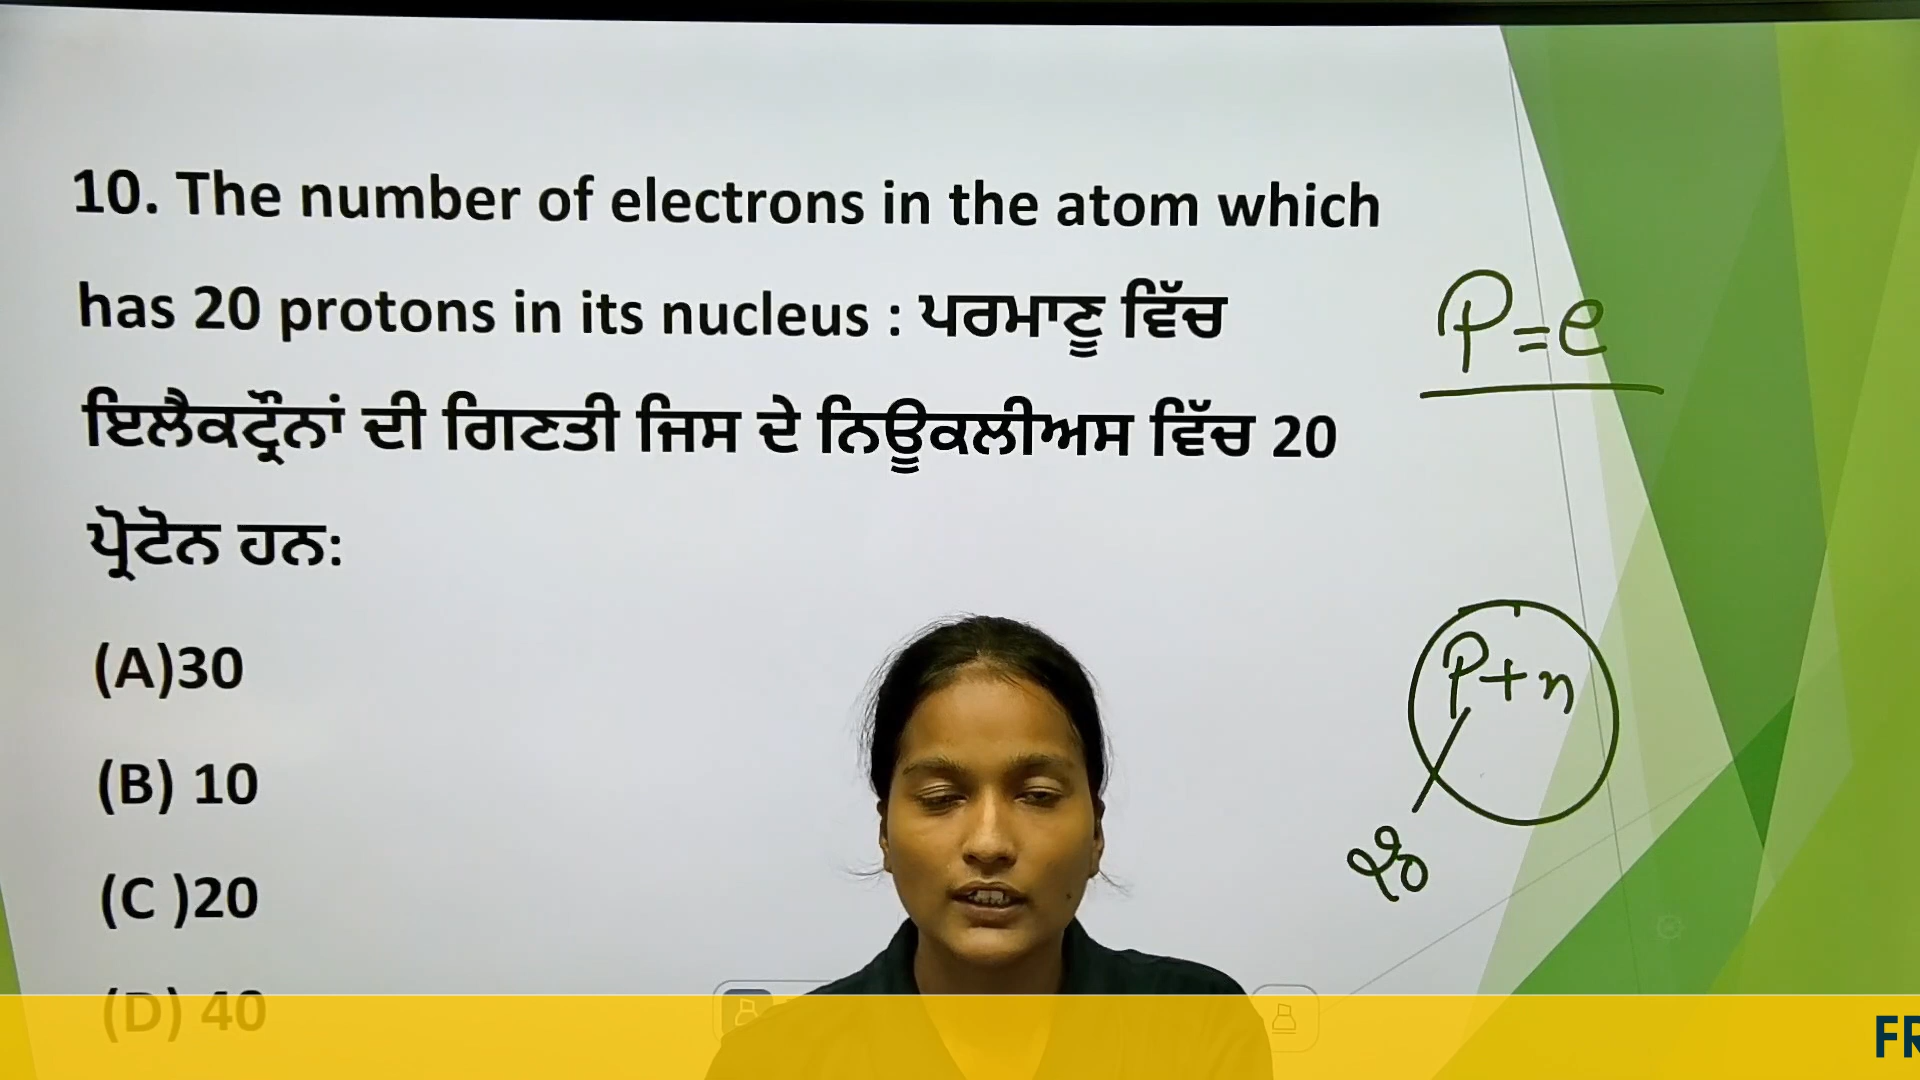 10. The number of electrons in the atom which
has 20 protons in its nucleus : ਪਰਮਾਣੂ ਵਿੱਚ
ਇਲੈਕਟ੍ਰੌਨਾਂ ਦੀ ਗਿਣਤੀ ਜਿਸ ਦੇ ਨਿਊਕਲੀਅਸ ਵਿੱਚ 20
ਪ੍ਰੋਟੋਨ ਹਨ:
(A)30
(B) 10
(C )20
(D) 40
P=e
P+n
20
FR